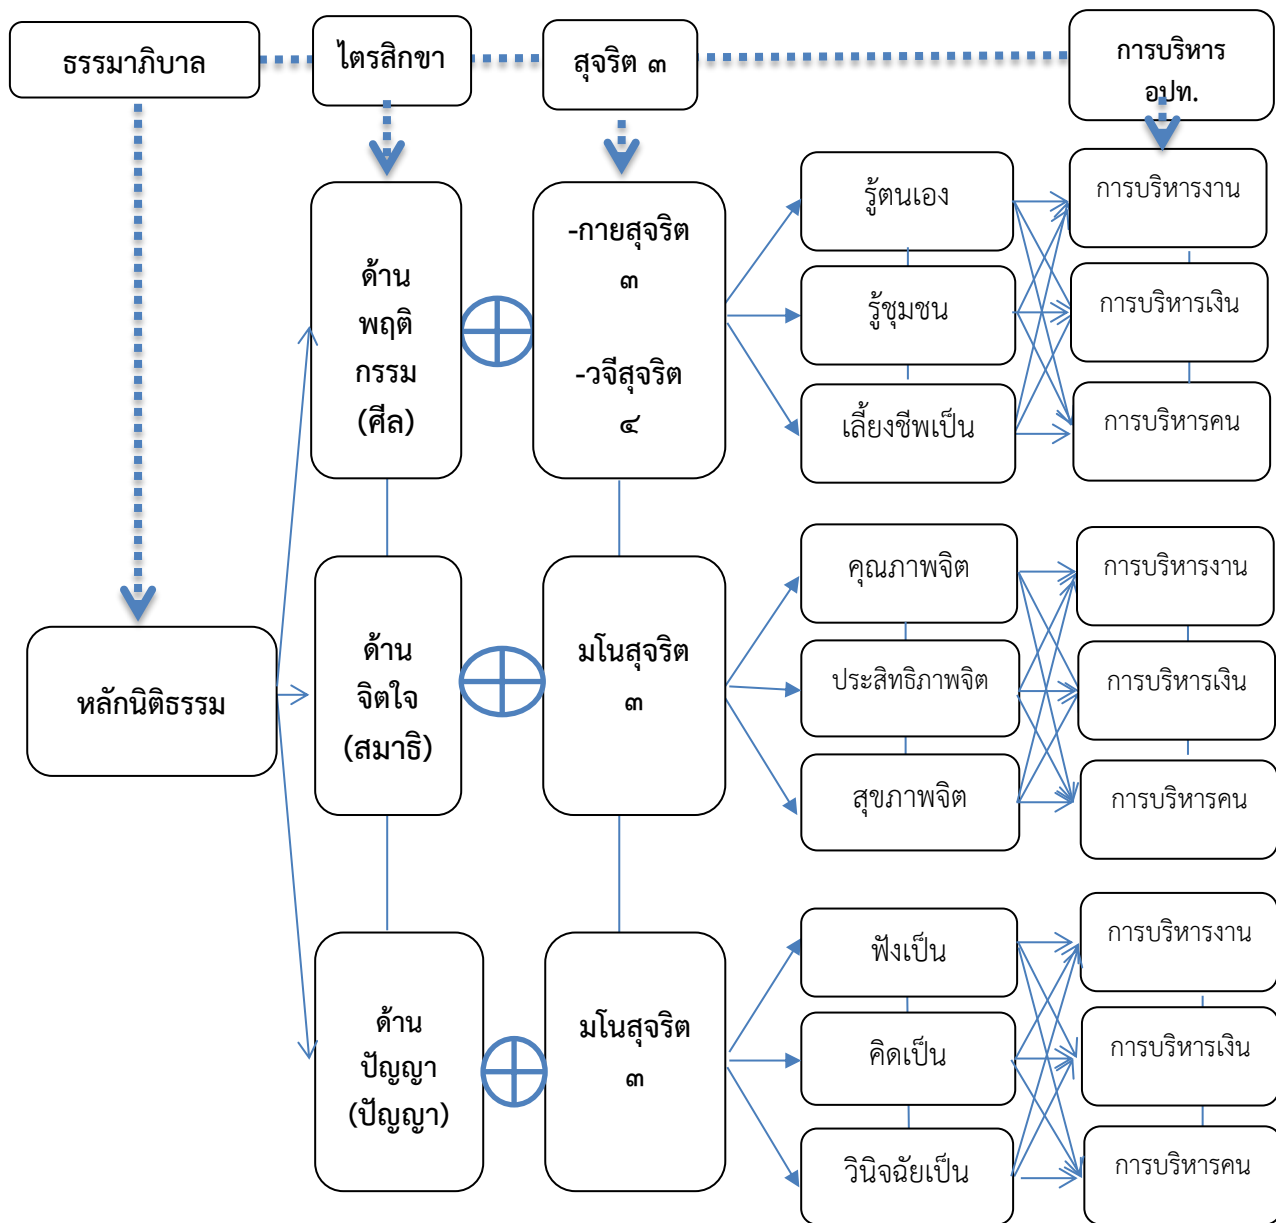 ธรรมาภิบาล
ไตรสิกขา
สุจริต ๓
การบริหาร
อปท.
หลักนิติธรรม
ด้าน
พฤติ
กรรม
(ศีล)
-กายสุจริต
๓
-วจีสุจริต
๔
รู้ตนเอง
รู้ชุมชน
เลี้ยงชีพเป็น
การบริหารงาน
การบริหารเงิน
การบริหารคน
ด้าน
จิตใจ
(สมาธิ)
มโนสุจริต
๓
คุณภาพจิต
ประสิทธิภาพจิต
สุขภาพจิต
การบริหารงาน
การบริหารเงิน
การบริหารคน
ด้าน
ปัญญา
(ปัญญา)
มโนสุจริต
๓
ฟังเป็น
คิดเป็น
วินิจฉัยเป็น
การบริหารงาน
การบริหารเงิน
การบริหารคน